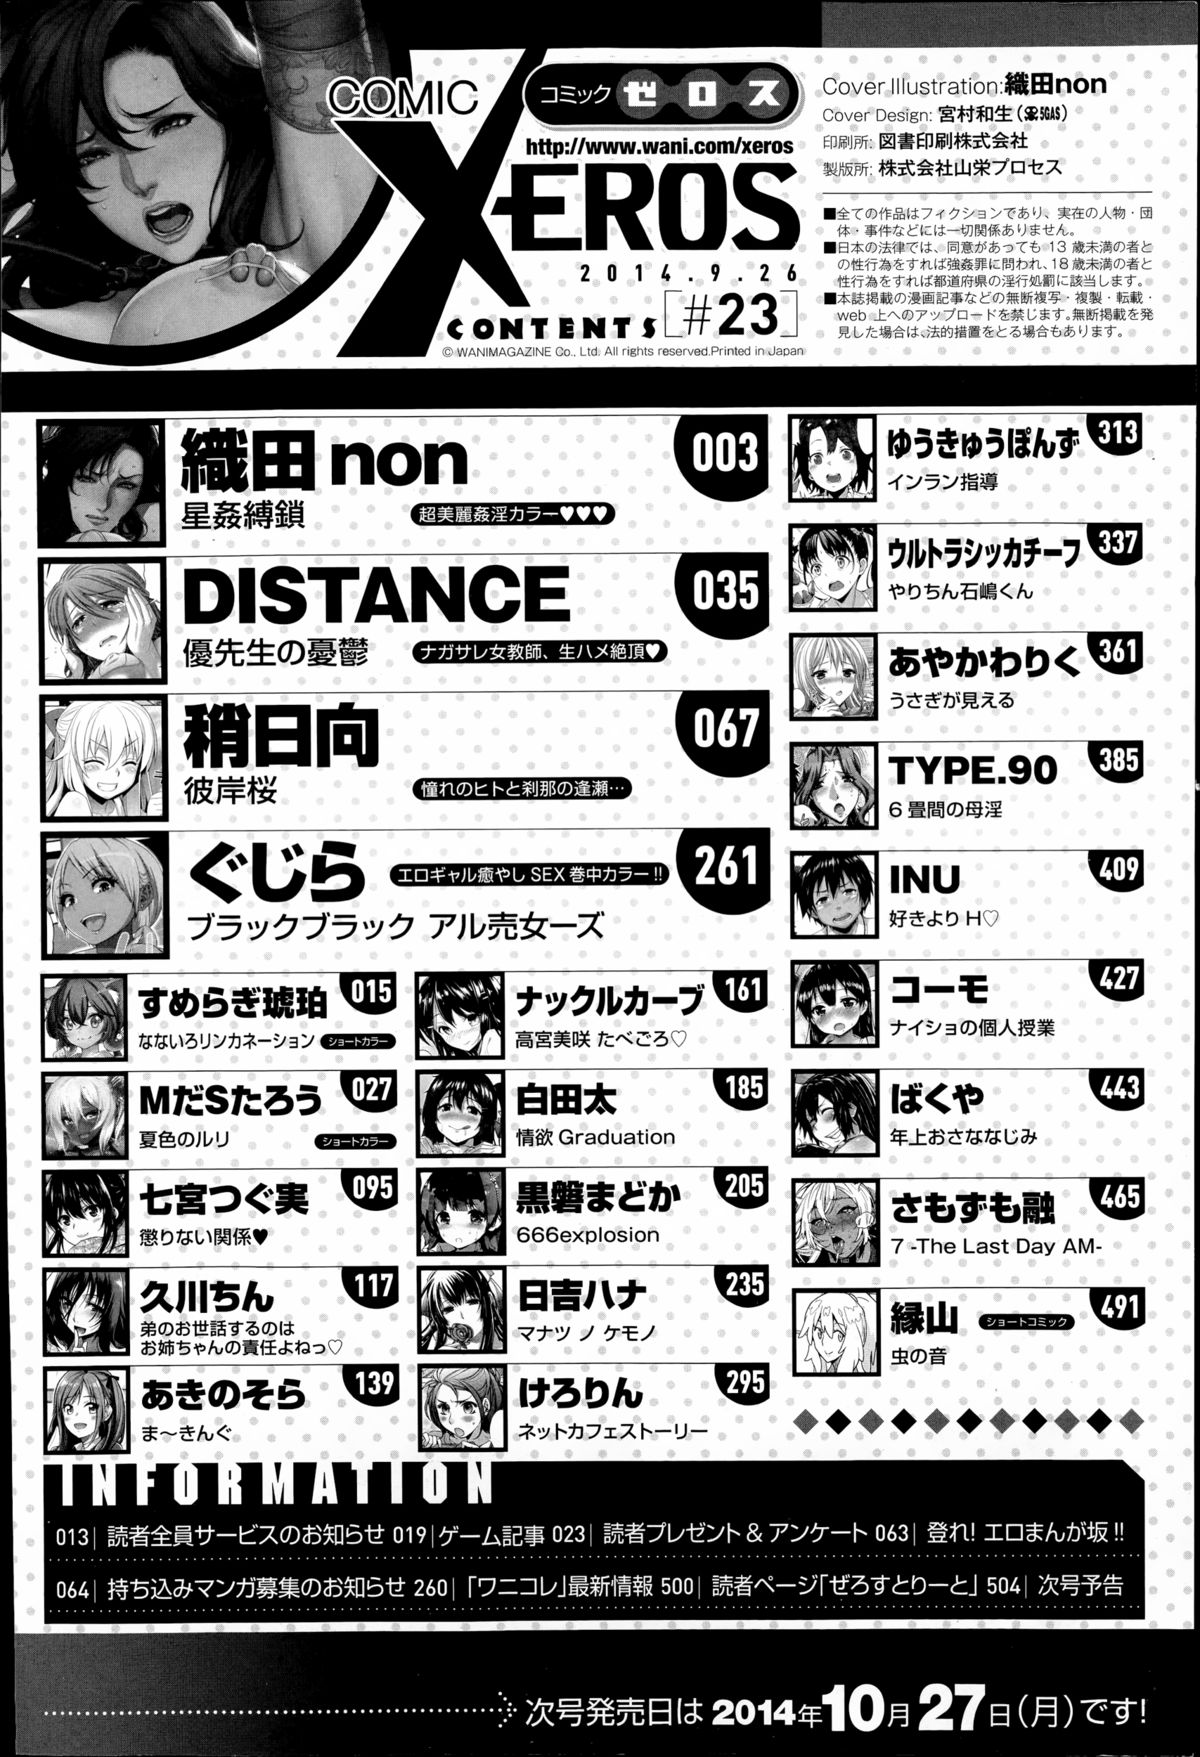 COMIC
XEROS
コミックゼロス
http://www.wani.com/xeros
2014.9.26
CONTENTS [#23]
© WANIMAGAZINE Co., Ltd. All rights reserved.Printed in Japan
Cover Illustration:織田non
Cover Design: 宮村和生(5GAS)
印刷所: 図書印刷株式会社
製版所: 株式会社山栄プロセス
■全ての作品はフィクションであり、実在の人物・団
体・事件などには一切関係ありません。
■日本の法律では、同意があっても 13 歳未満の者と
の性行為をすれば強姦罪に問われ、18 歳未満の者と
性行為をすれば都道府県の淫行処罰に該当します。
■本誌掲載の漫画記事などの無断複写・複製・転載・
web 上へのアップロードを禁じます。無断掲載を発
見した場合は、法的措置をとる場合もあります。
織田non
003
星姦縛鎖
超美麗姦淫カラー♥♥♥
DISTANCE
035
優先生の憂鬱
ナガサレ女教師、生ハメ絶頂♥
稍日向
067
彼岸桜
憧れのヒトと刹那の逢瀬…
ぐじら
エロギャル癒やしSEX巻中カラー!!
261
ブラックブラック アル売女ーズ
すめらぎ琥珀
015
なないろリンカネーション
ショートカラー
MだSたろう
027
夏色のルリ
ショートカラー
七宮つぐ実
095
懲りない関係♥
久川ちん
117
弟のお世話するのは
お姉ちゃんの責任よねっ♡
あきのそら
139
ま〜きんぐ
ナックルカーブ
161
高宮美咲 たべごろ♡
白田太
185
情欲Graduation
黒磐まどか
205
666explosion
日吉ハナ
235
マナツ ノ ケモノ
けろりん
295
ネットカフェストーリー
ゆうきゅうぽんず
313
インラン指導
ウルトラシッカチーフ
337
やりちん石嶋くん
あやかわりく
361
うさぎが見える
TYPE.90
385
6畳間の母淫
INU
409
好きよりH♡
コーモ
427
ナイショの個人授業
ばくや
443
年上おさななじみ
さもずも融
465
7 -The Last Day AM-
縁山
ショートコミック
491
虫の音
INFORMATION
013| 読者全員サービスのお知らせ 019| ゲーム記事 023| 読者プレゼント&アンケート 063| 登れ! エロまんが坂!!
064| 持ち込みマンガ募集のお知らせ 260| 「ワニコレ」最新情報 500| 読者ページ「ぜろすとりーと」 504| 次号予告
次号発売日は 2014年10月27日(月)です!